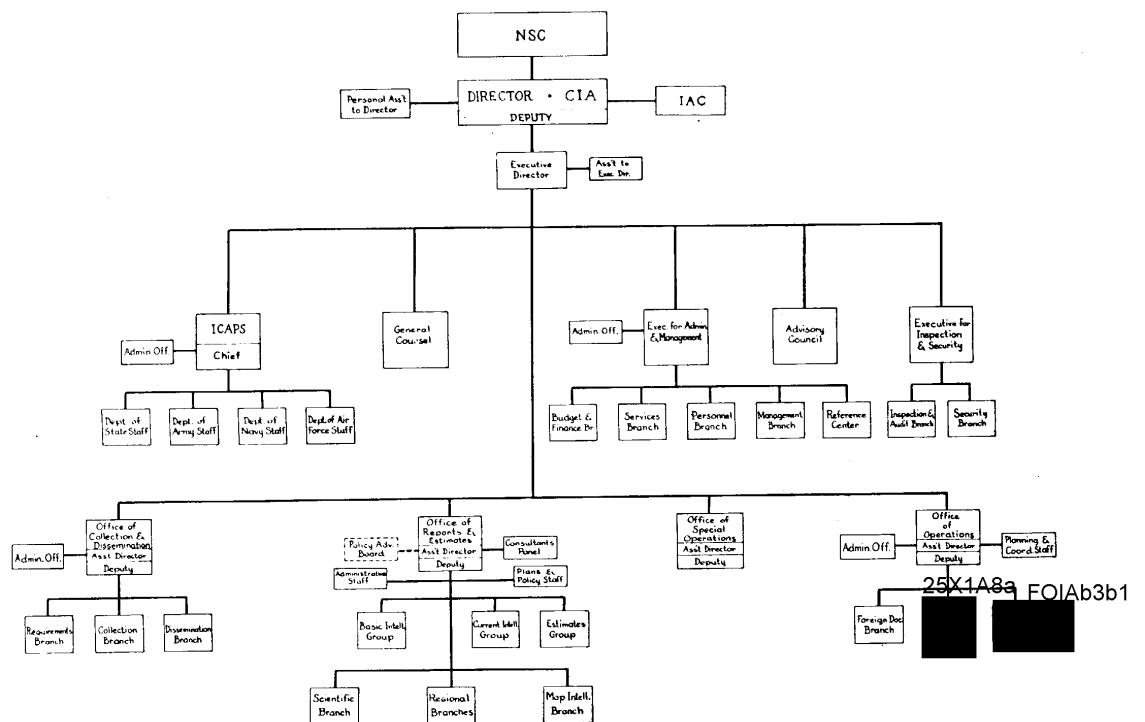 NSC
Personal Ass't
to Director
DIRECTOR • CIA
DEPUTY
IAC
Executive
Director
Ass't to
Exec Dir.
ICAPS
Chief
Admin Off.
General
Counsel
Admin. Off.
Exec for Admin.
& Management
Advisory
Council
Executive for
Inspection
& Security
Dept. of
State Staff
Dept. of
Army Staff
Dept. of
Navy Staff
Dept. of Air
Force Staff
Budget &
Finance Br
Services
Branch
Personnel
Branch
Management
Branch
Reference
Center
Inspection &
Audit Branch
Security
Branch
Admin. Off.
Office of
Collection &
Dissemination
Ass't Director
Deputy
Policy Adv.
Board
Office of
Reports &
Estimates
Ass't Director
Deputy
Consultants
Panel
Administrative
Staff
Plans &
Policy Staff
Office of
Special
Operations
Ass't Director
Deputy
Admin. Off.
Office
of
Operations
Ass't Director
Deputy
Planning &
Coord. Staff
25X1A8a
FOIAb3b1
Requirements
Branch
Collection
Branch
Dissemination
Branch
Basic Intell.
Group
Current Intell.
Group
Estimates
Group
Foreign Doc.
Branch
Scientific
Branch
Regional
Branches
Map Intell.
Branch